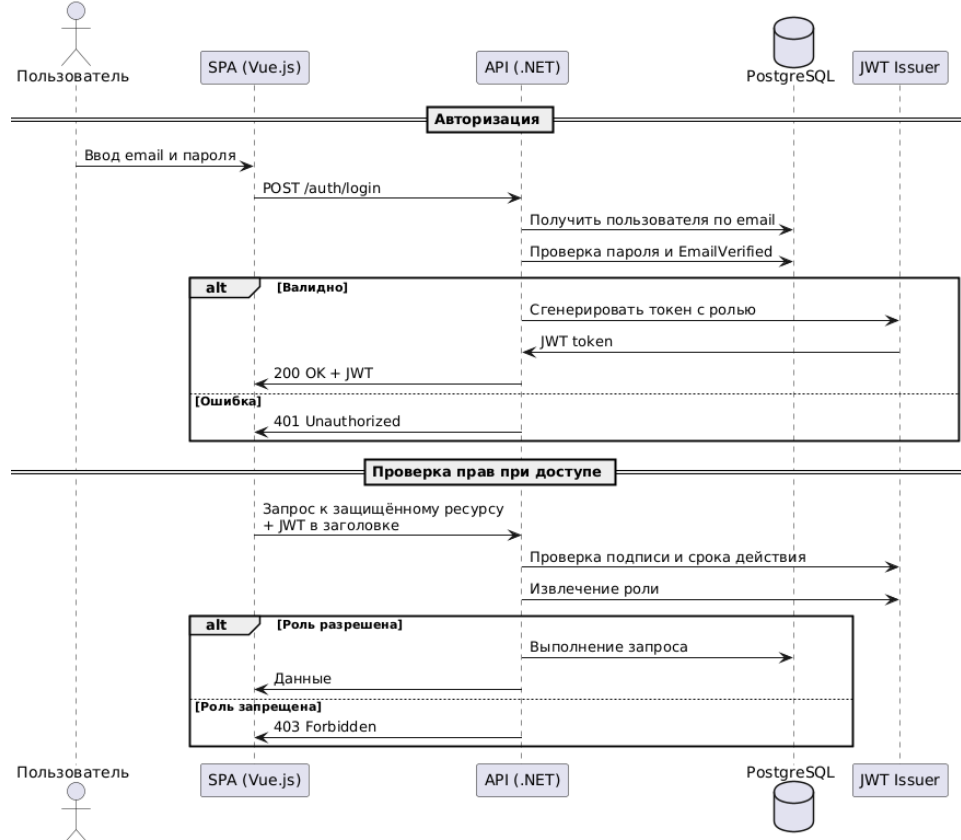 Пользователь
SPA (Vue.js)
API (.NET)
PostgreSQL
JWT Issuer
Авторизация
Ввод email и пароля
POST /auth/login
Получить пользователя по email
Проверка пароля и EmailVerified
alt
[Валидно]
Сгенерировать токен с ролью
JWT token
200 OK + JWT
[Ошибка]
401 Unauthorized
Проверка прав при доступе
Запрос к защищённому ресурсу
+ JWT в заголовке
Проверка подписи и срока действия
Извлечение роли
alt
[Роль разрешена]
Выполнение запроса
Данные
[Роль запрещена]
403 Forbidden
Пользователь
SPA (Vue.js)
API (.NET)
PostgreSQL
JWT Issuer